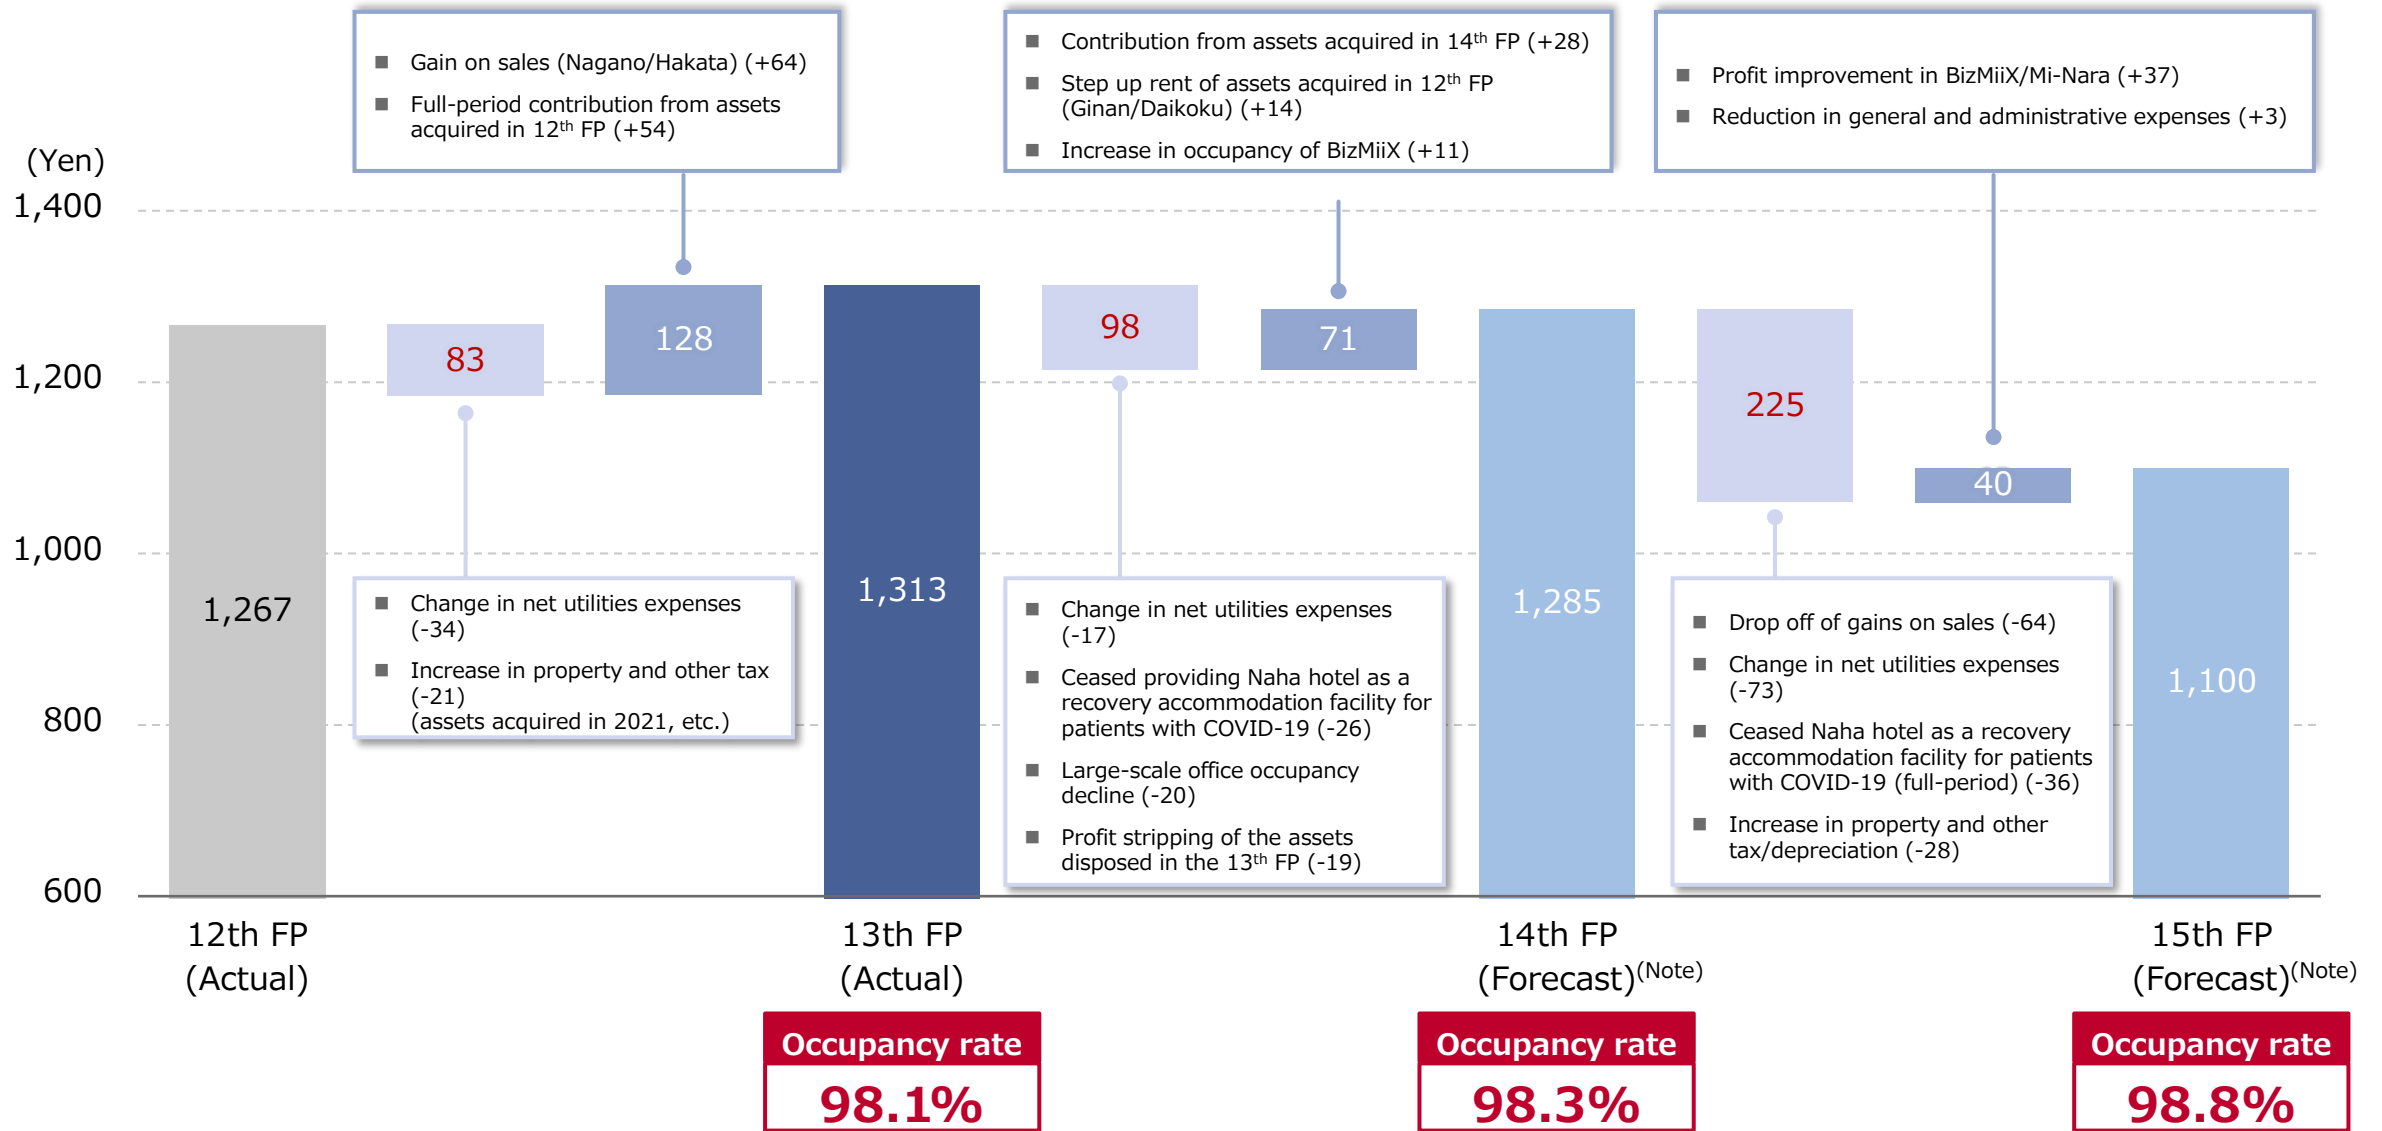 ■ Gain on sales (Nagano/Hakata) (+64)
■ Full-period contribution from assets
acquired in 12th FP (+54)
■ Contribution from assets acquired in 14th FP (+28)
■ Step up rent of assets acquired in 12th FP
(Ginan/Daikoku) (+14)
■ Increase in occupancy of BizMiiX (+11)
■ Profit improvement in BizMiiX/Mi-Nara (+37)
■ Reduction in general and administrative expenses (+3)
(Yen)
1,400
1,200
1,000
800
600
1,267
83
128
1,313
98
71
1,285
225
40
1,100
■ Change in net utilities expenses
(-34)
■ Increase in property and other tax
(-21)
(assets acquired in 2021, etc.)
■ Change in net utilities expenses
(-17)
■ Ceased providing Naha hotel as a
recovery accommodation facility for
patients with COVID-19 (-26)
■ Large-scale office occupancy
decline (-20)
■ Profit stripping of the assets
disposed in the 13th FP (-19)
■ Drop off of gains on sales (-64)
■ Change in net utilities expenses
(-73)
■ Ceased Naha hotel as a recovery
accommodation facility for patients
with COVID-19 (full-period) (-36)
■ Increase in property and other
tax/depreciation (-28)
12th FP
(Actual)
13th FP
(Actual)
14th FP
(Forecast)(Note)
15th FP
(Forecast)(Note)
Occupancy rate
98.1%
Occupancy rate
98.3%
Occupancy rate
98.8%